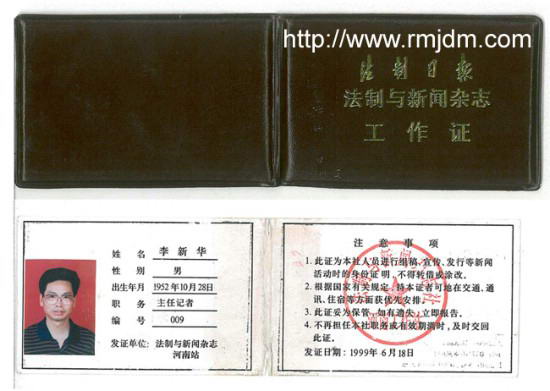 http://www.rmjdm.com
法制日报
法制与新闻杂志
工作证
姓名 李新华
性别 男
出生年月 1952年10月28日
职务 主任记者
编号 009
发证单位: 法制与新闻杂志
河南站
注意事项
1. 此证为本社人员进行组稿、宣传、发行等新闻
活动时的身份证明,不得转借或涂改。
2. 根据国家有关规定,持本证者可地在交通、通
讯、住宿等方面获优先安排。
3. 此证妥为保管,如有遗失,立即报告。
4. 不再担任本社职务或有效期满时,及时交回
此证。
发证日期: 1999年6月18日